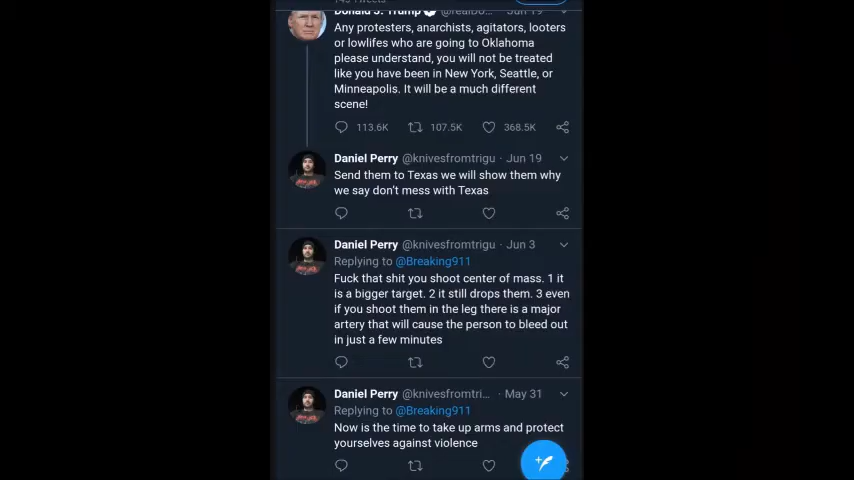 Donald J. Trump @realDo... Jun 19
Any protesters, anarchists, agitators, looters
or lowlifes who are going to Oklahoma
please understand, you will not be treated
like you have been in New York, Seattle, or
Minneapolis. It will be a much different
scene!
113.6K 107.5K 368.5K
Daniel Perry @knivesfromtrigu · Jun 19
Send them to Texas we will show them why
we say don't mess with Texas
Daniel Perry @knivesfromtrigu · Jun 3
Replying to @Breaking911
Fuck that shit you shoot center of mass. 1 it
is a bigger target. 2 it still drops them. 3 even
if you shoot them in the leg there is a major
artery that will cause the person to bleed out
in just a few minutes
Daniel Perry @knivesfromtri... · May 31
Replying to @Breaking911
Now is the time to take up arms and protect
yourselves against violence